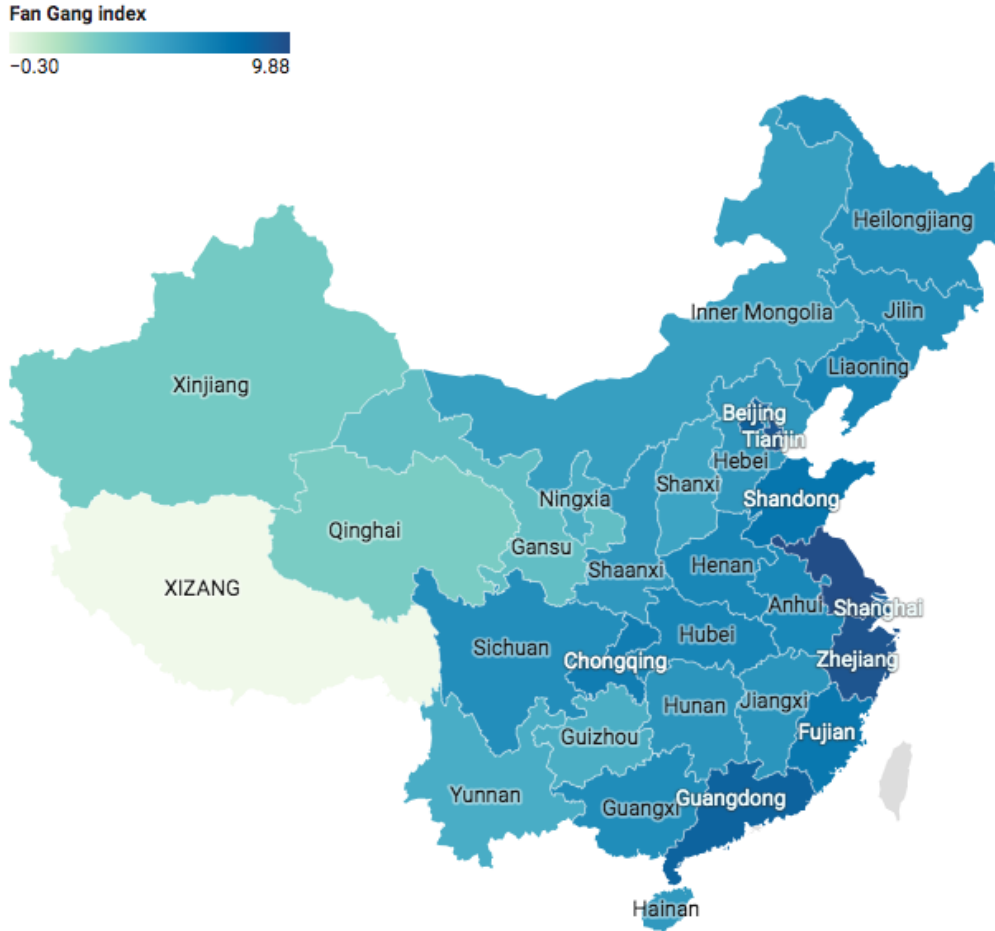 Fan Gang index
−0.30 9.88
Heilongjiang
Inner Mongolia
Jilin
Liaoning
Xinjiang
Beijing
Tianjin
Hebei
Shanxi
Ningxia
Shandong
Qinghai
Gansu
Shaanxi
Henan
XIZANG
Anhui
Shanghai
Sichuan
Hubei
Chongqing
Zhejiang
Hunan
Jiangxi
Guizhou
Fujian
Yunnan
Guangxi
Guangdong
Hainan